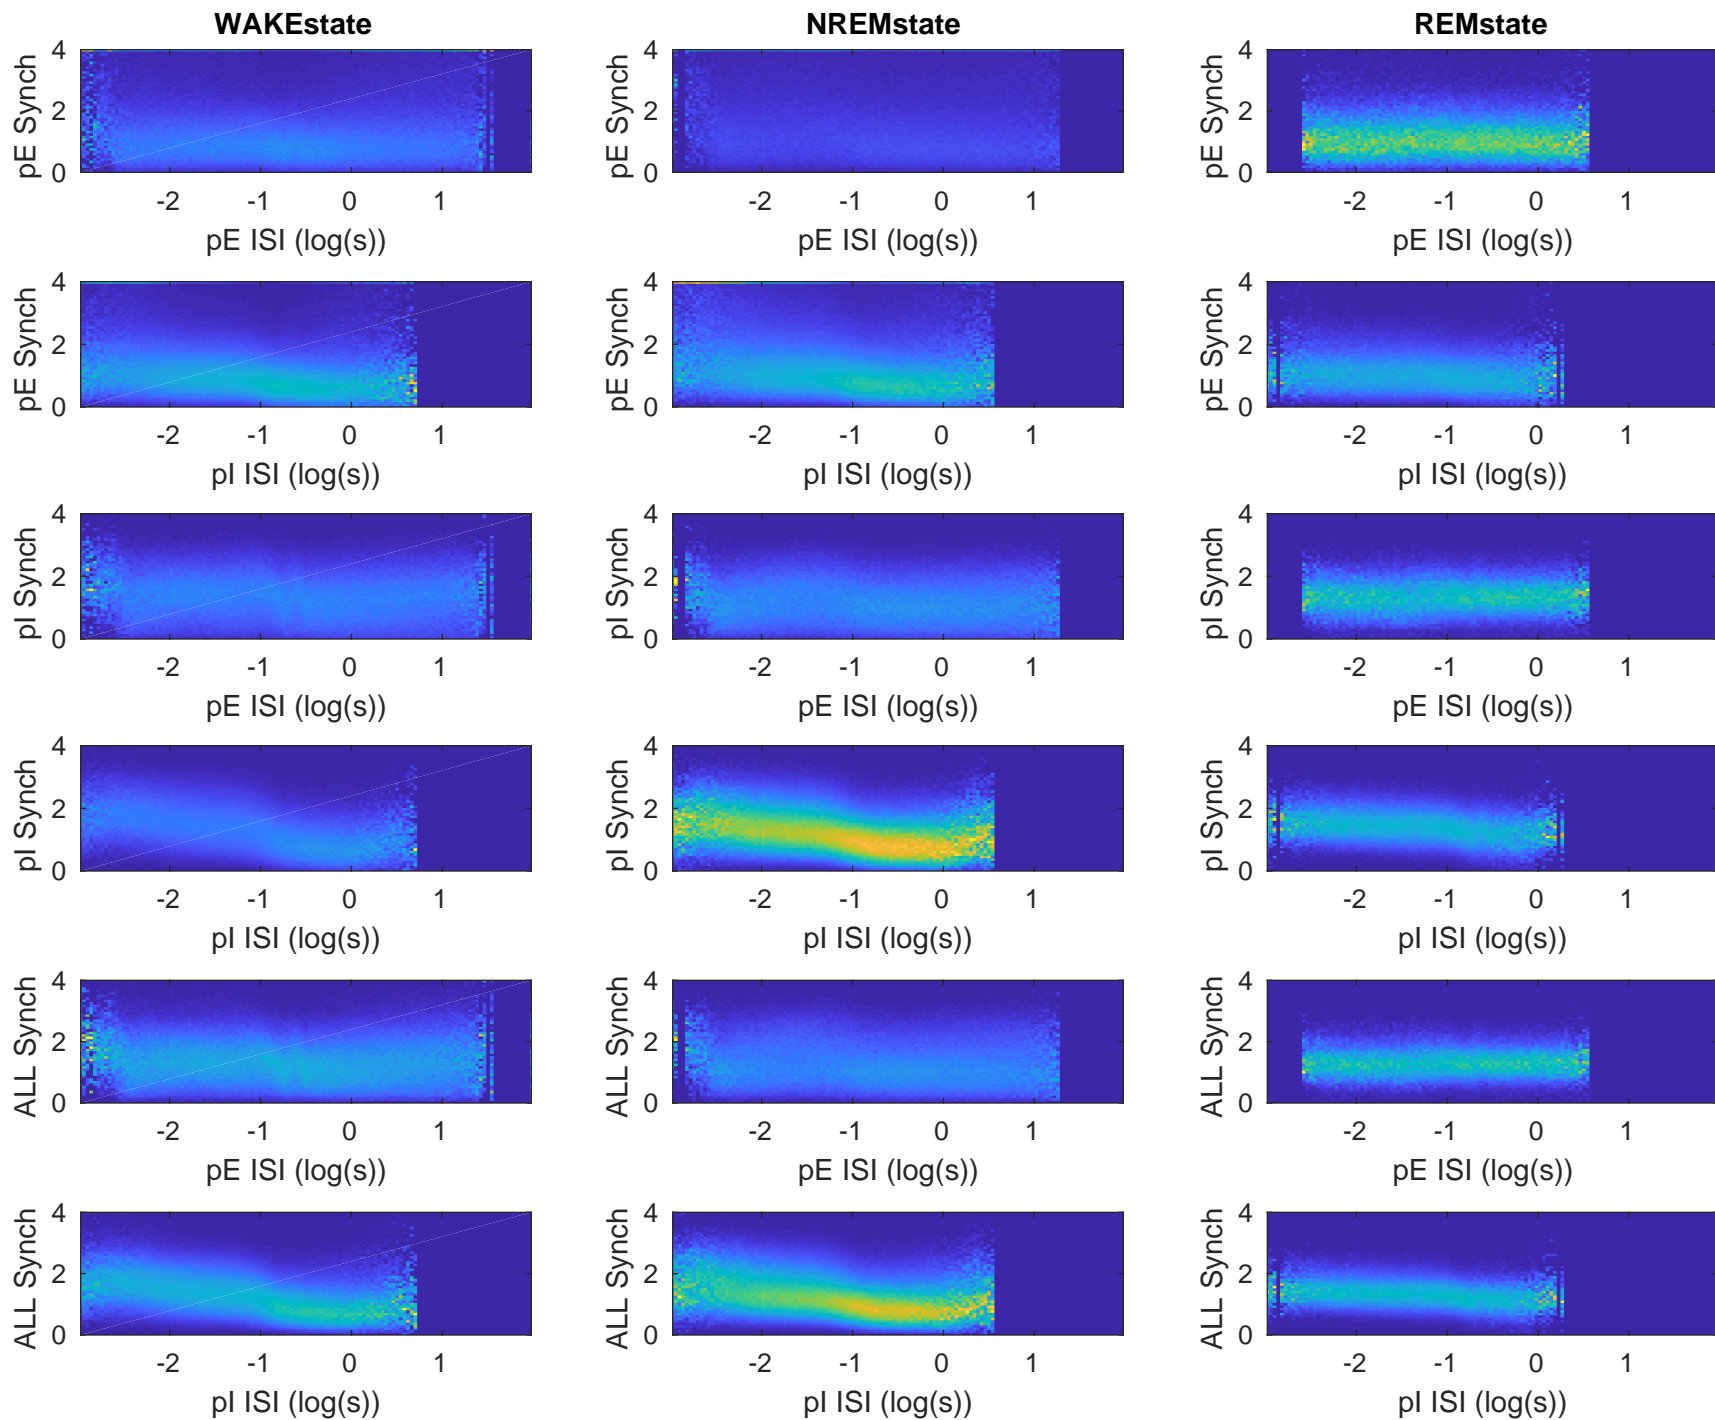 WAKEstate NREMstate REMstate
4 4 4
pE Synch pE Synch pE Synch
2 2 2
0 0 0
-2 -1 0 1 -2 -1 0 1 -2 -1 0 1
pE ISI (log(s)) pE ISI (log(s)) pE ISI (log(s))
4 4 4
pE Synch pE Synch pE Synch
2 2 2
0 0 0
-2 -1 0 1 -2 -1 0 1 -2 -1 0 1
pI ISI (log(s)) pI ISI (log(s)) pI ISI (log(s))
4 4 4
pI Synch pI Synch pI Synch
2 2 2
0 0 0
-2 -1 0 1 -2 -1 0 1 -2 -1 0 1
pE ISI (log(s)) pE ISI (log(s)) pE ISI (log(s))
4 4 4
pI Synch pI Synch pI Synch
2 2 2
0 0 0
-2 -1 0 1 -2 -1 0 1 -2 -1 0 1
pI ISI (log(s)) pI ISI (log(s)) pI ISI (log(s))
4 4 4
ALL Synch ALL Synch ALL Synch
2 2 2
0 0 0
-2 -1 0 1 -2 -1 0 1 -2 -1 0 1
pE ISI (log(s)) pE ISI (log(s)) pE ISI (log(s))
4 4 4
ALL Synch ALL Synch ALL Synch
2 2 2
0 0 0
-2 -1 0 1 -2 -1 0 1 -2 -1 0 1
pI ISI (log(s)) pI ISI (log(s)) pI ISI (log(s))